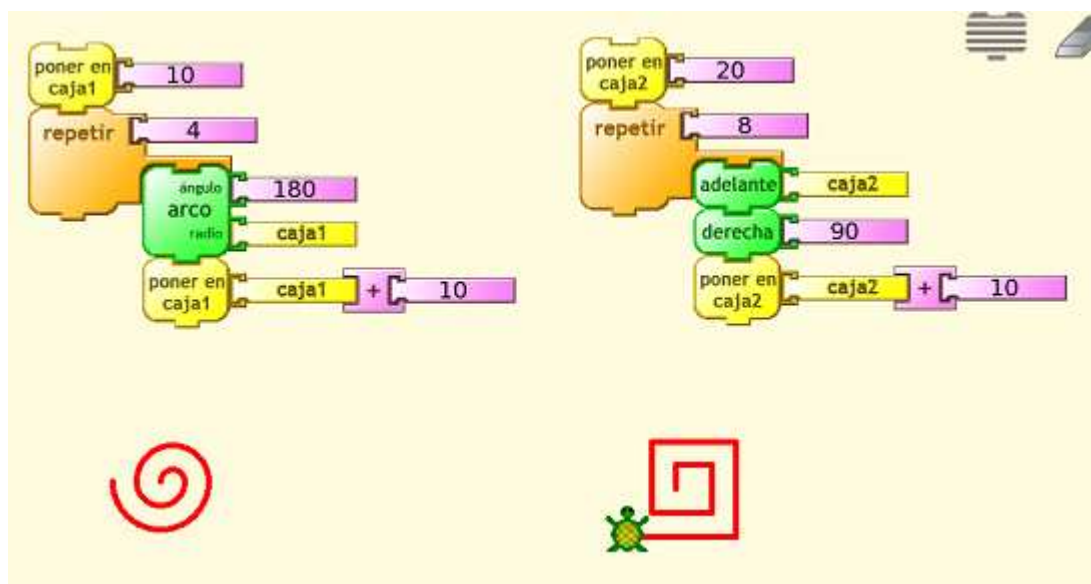 poner en
caja1
10
repetir
4
ángulo
arco
radio
180
caja1
poner en
caja1
caja1
+
10
poner en
caja2
20
repetir
8
adelante
caja2
derecha
90
poner en
caja2
caja2
+
10